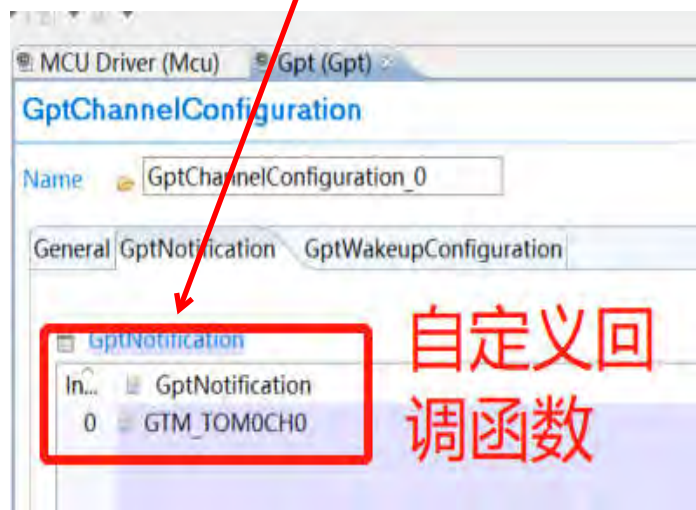 MCU Driver (Mcu) Gpt (Gpt)
GptChannelConfiguration
Name GptChannelConfiguration_0
General GptNotification GptWakeupConfiguration
GptNotification
In... GptNotification
0 GTM_TOM0CH0
自定义回
调函数